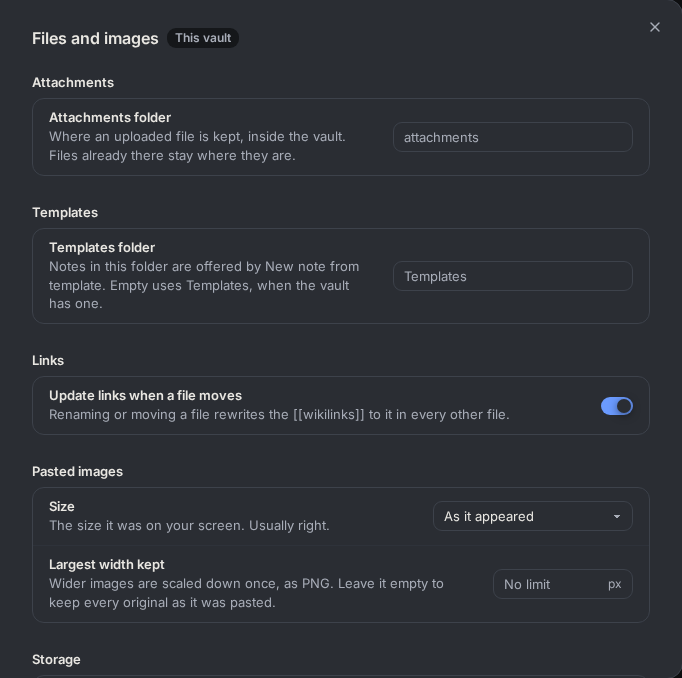 Files and images This vault
Attachments
Attachments folder
Where an uploaded file is kept, inside the vault.
Files already there stay where they are.
attachments
Templates
Templates folder
Notes in this folder are offered by New note from
template. Empty uses Templates, when the vault
has one.
Templates
Links
Update links when a file moves
Renaming or moving a file rewrites the [[wikilinks]] to it in every other file.
Pasted images
Size
The size it was on your screen. Usually right.
As it appeared
Largest width kept
Wider images are scaled down once, as PNG. Leave it empty to
keep every original as it was pasted.
No limit px
Storage